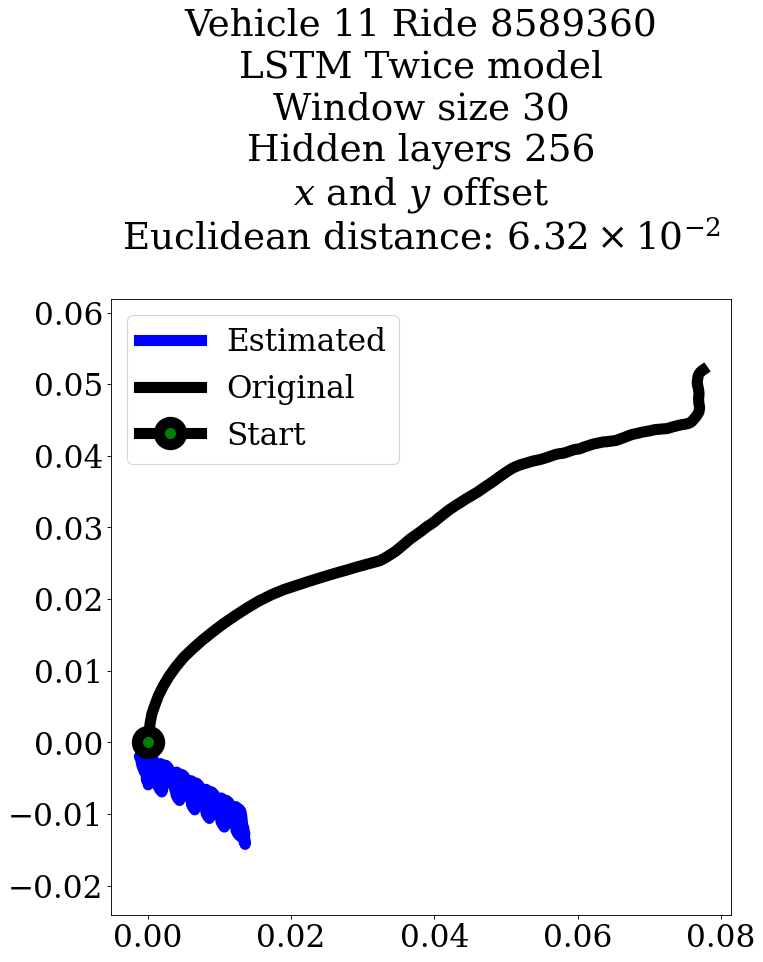 Vehicle 11 Ride 8589360
LSTM Twice model
Window size 30
Hidden layers 256
x and y offset
Euclidean distance: 6.32 × 10⁻²
Estimated
Original
Start
0.06
0.05
0.04
0.03
0.02
0.01
0.00
−0.01
−0.02
0.00 0.02 0.04 0.06 0.08